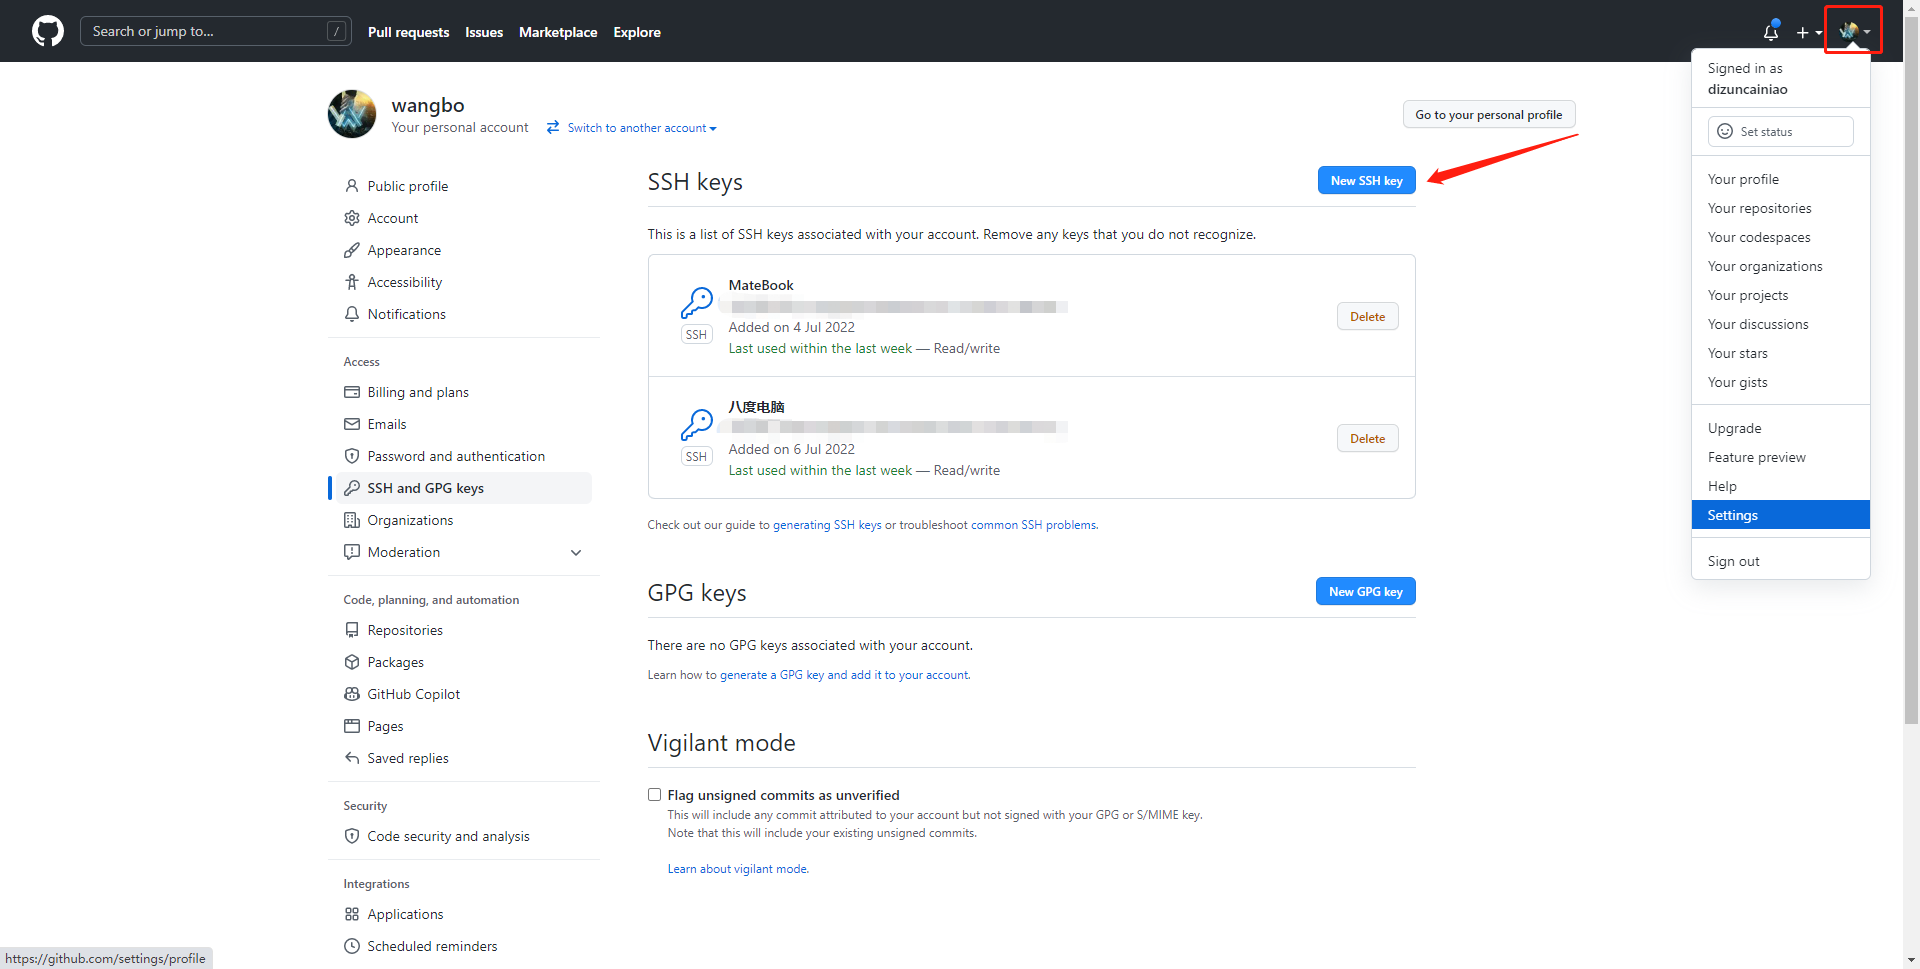 Search or jump to...
/
Pull requests
Issues
Marketplace
Explore
Signed in as
dizuncainiao
Set status
Your profile
Your repositories
Your codespaces
Your organizations
Your projects
Your discussions
Your stars
Your gists
Upgrade
Feature preview
Help
Settings
Sign out
wangbo
Your personal account
Switch to another account
Go to your personal profile
Public profile
Account
Appearance
Accessibility
Notifications
Access
Billing and plans
Emails
Password and authentication
SSH and GPG keys
Organizations
Moderation
Code, planning, and automation
Repositories
Packages
GitHub Copilot
Pages
Saved replies
Security
Code security and analysis
Integrations
Applications
Scheduled reminders
SSH keys
New SSH key
This is a list of SSH keys associated with your account. Remove any keys that you do not recognize.
MateBook
SSH
Added on 4 Jul 2022
Last used within the last week — Read/write
Delete
八度电脑
SSH
Added on 6 Jul 2022
Last used within the last week — Read/write
Delete
Check out our guide to generating SSH keys or troubleshoot common SSH problems.
GPG keys
New GPG key
There are no GPG keys associated with your account.
Learn how to generate a GPG key and add it to your account.
Vigilant mode
Flag unsigned commits as unverified
This will include any commit attributed to your account but not signed with your GPG or S/MIME key.
Note that this will include your existing unsigned commits.
Learn about vigilant mode.
https://github.com/settings/profile